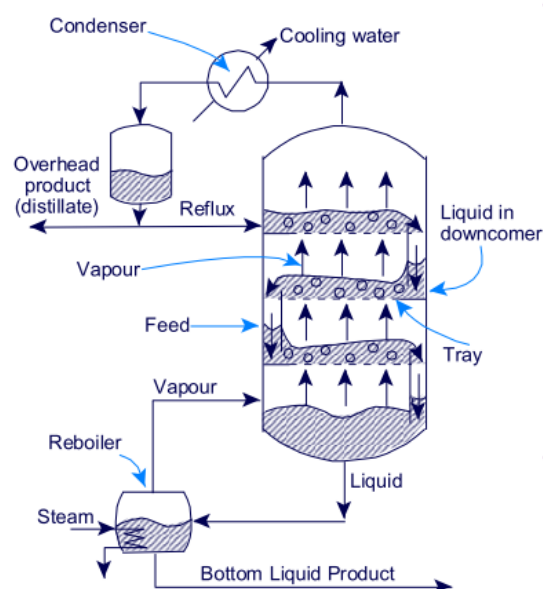 Condenser
Cooling water
Overhead
product
(distillate)
Reflux
Liquid in
downcomer
Vapour
Feed
Tray
Vapour
Reboiler
Liquid
Steam
Bottom Liquid Product